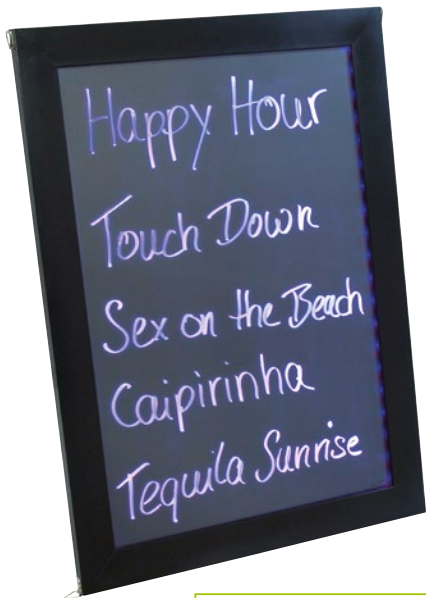 Happy Hour
Touch Down
Sex on the Beach
Caipirinha
Tequila Sunrise